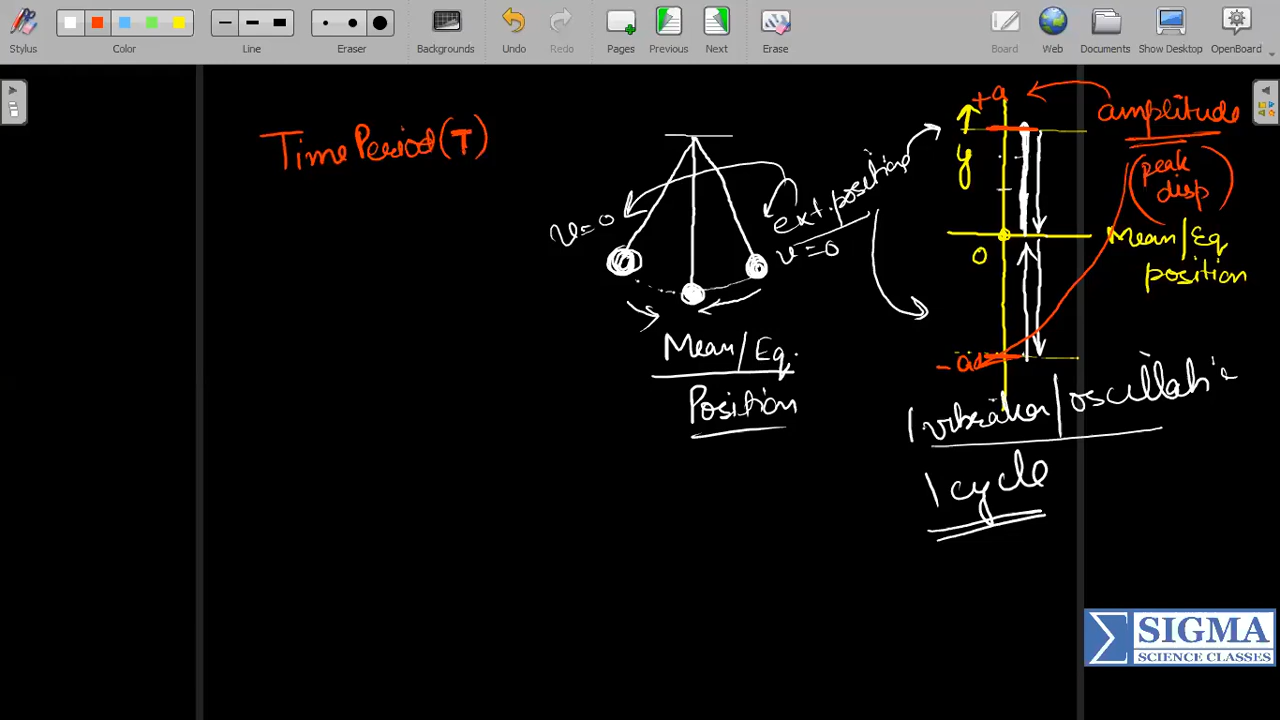 Stylus
Color
Line
Eraser
Backgrounds
Undo
Redo
Pages
Previous
Next
Erase
Board
Web
Documents
Show Desktop
OpenBoard
Time Period (T)
v=0
ext. position
v=0
Mean/Eq.
Position
+a
y
0
-a
amplitude
(peak
disp)
Mean/Eq
position
1 vibration/oscillatio
1 cycle
Σ SIGMA
SCIENCE CLASSES